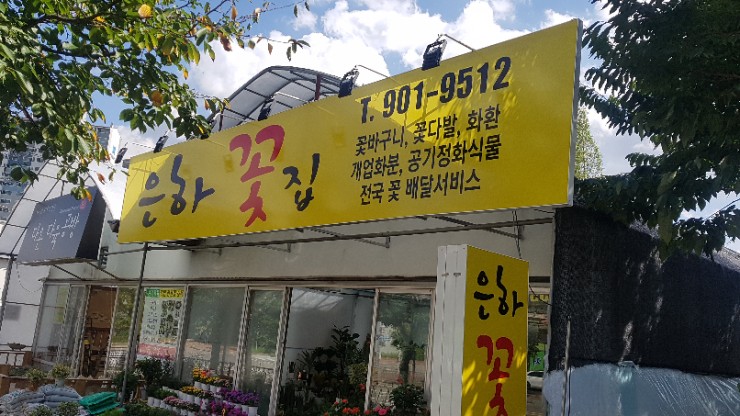 은하 꽃집
T. 901-9512
꽃바구니, 꽃다발, 화환
개업화분, 공기정화식물
전국 꽃 배달서비스
은하
꽃